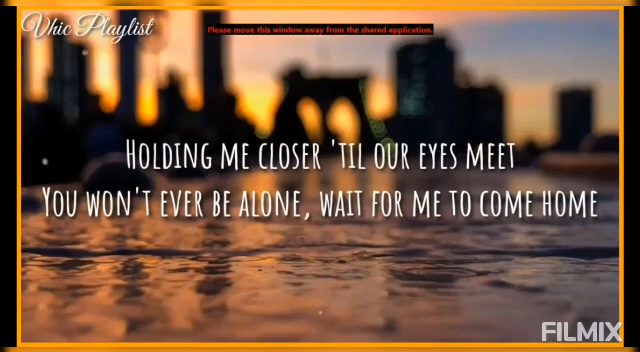 Vhic Playlist
Please move this window away from the shared application.
HOLDING ME CLOSER 'TIL OUR EYES MEET
YOU WON'T EVER BE ALONE, WAIT FOR ME TO COME HOME
FILMIX